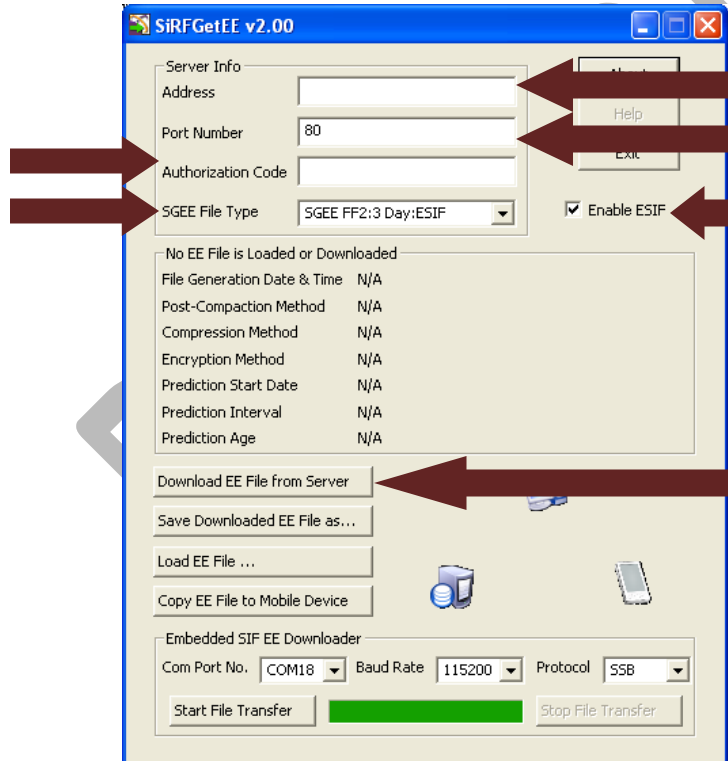 SiRFGetEE v2.00
Server Info
Address
Help
Port Number 80
Exit
Authorization Code
SGEE File Type SGEE FF2:3 Day:ESIF Enable ESIF
No EE File is Loaded or Downloaded
File Generation Date & Time N/A
Post-Compaction Method N/A
Compression Method N/A
Encryption Method N/A
Prediction Start Date N/A
Prediction Interval N/A
Prediction Age N/A
Download EE File from Server
Save Downloaded EE File as...
Load EE File ...
Copy EE File to Mobile Device
Embedded SIF EE Downloader
Com Port No. COM18 Baud Rate 115200 Protocol SSB
Start File Transfer Stop File Transfer